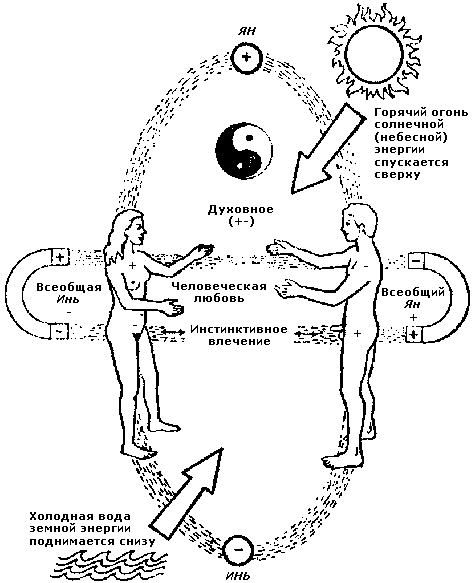 ЯН
+
Горячий огонь
солнечной
(небесной)
энергии
спускается
сверху
Духовное
(+-)
+
-
+
-
Всеобщая
Инь
-
Человеческая
любовь
Всеобщий
Ян
+
-
+
-
+
Инстинктивное
влечение
Холодная вода
земной энергии
поднимается снизу
-
ИНЬ